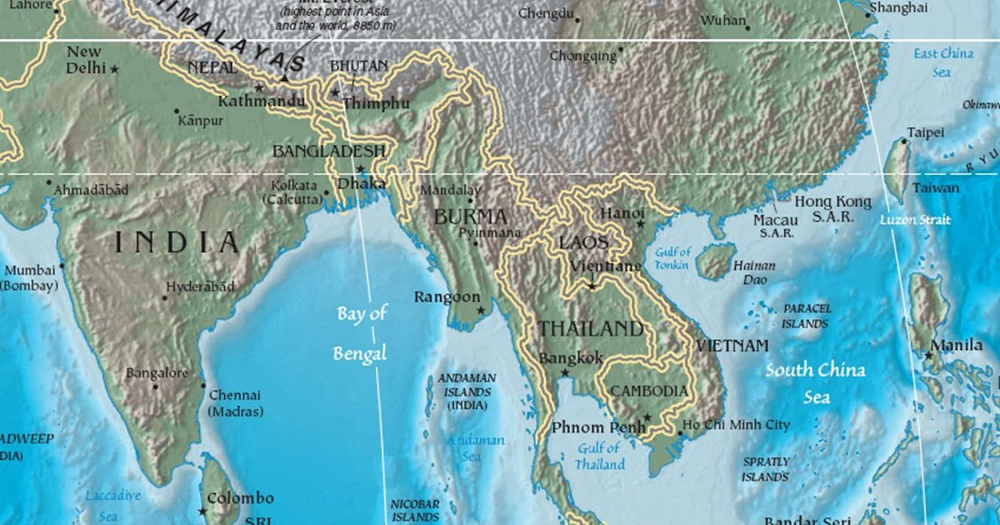 Lahore
HIMALAYAS
(highest point in Asia
and the world, 8850 m)
Chengdu
Wuhan
Shanghai
Chongqing
East China
Sea
New
Delhi
NEPAL
BHUTAN
Kathmandu
Thimphu
Kānpur
Okinawa
R Y U
Taipei
Taiwan
BANGLADESH
Dhaka
Ahmadābād
Kolkata
(Calcutta)
Mandalay
BURMA
Pyinmana
Hanoi
LAOS
Vientiane
Macau
S.A.R.
Hong Kong
S.A.R.
Luzon Strait
INDIA
Mumbai
(Bombay)
Hyderābād
Gulf of
Tonkin
Hainan
Dao
Rangoon
Bay of
Bengal
THAILAND
Bangkok
PARACEL
ISLANDS
VIETNAM
Manila
South China
Sea
Bangalore
Chennai
(Madras)
ANDAMAN
ISLANDS
(INDIA)
CAMBODIA
Phnom Penh
Ho Chi Minh City
ADWEEP
DIA)
Andaman
Sea
Gulf of
Thailand
SPRATLY
ISLANDS
Laccadive
Sea
Colombo
SRI
NICOBAR
ISLANDS
Bandar Seri